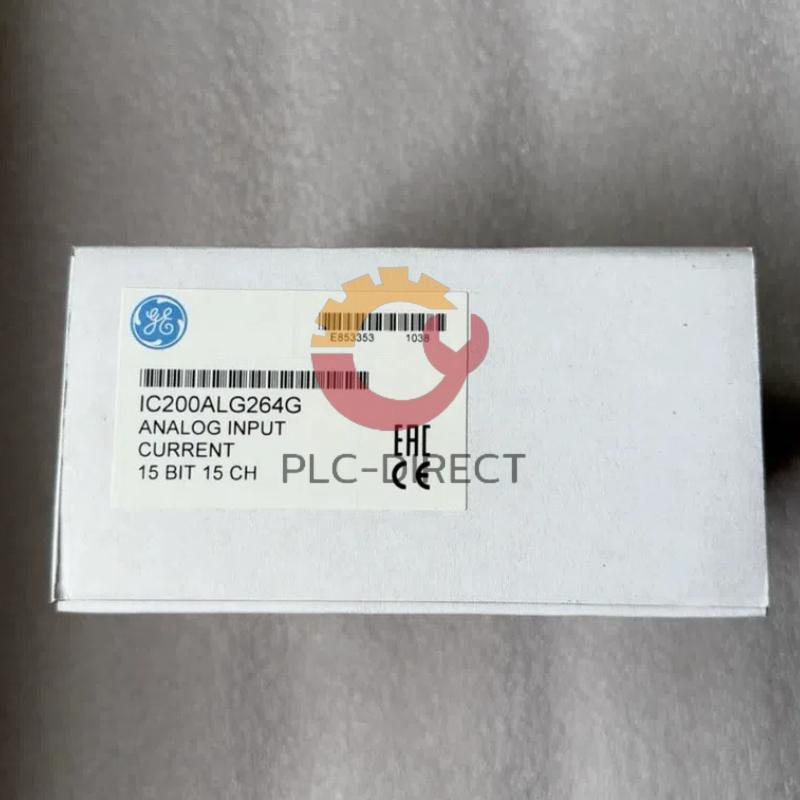 GE
E853353 1038
IC200ALG264G
ANALOG INPUT
CURRENT
15 BIT 15 CH
EAC
CE
PLC-DIRECT